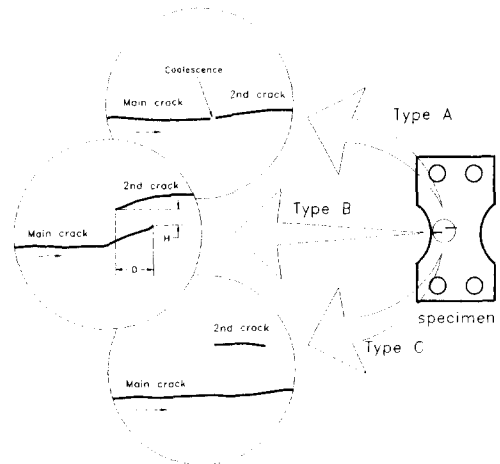 Coalescence
Main crack
2nd crack
Type A
2nd crack
H
Main crack
D
Type B
specimen
2nd crack
Type C
Main crack